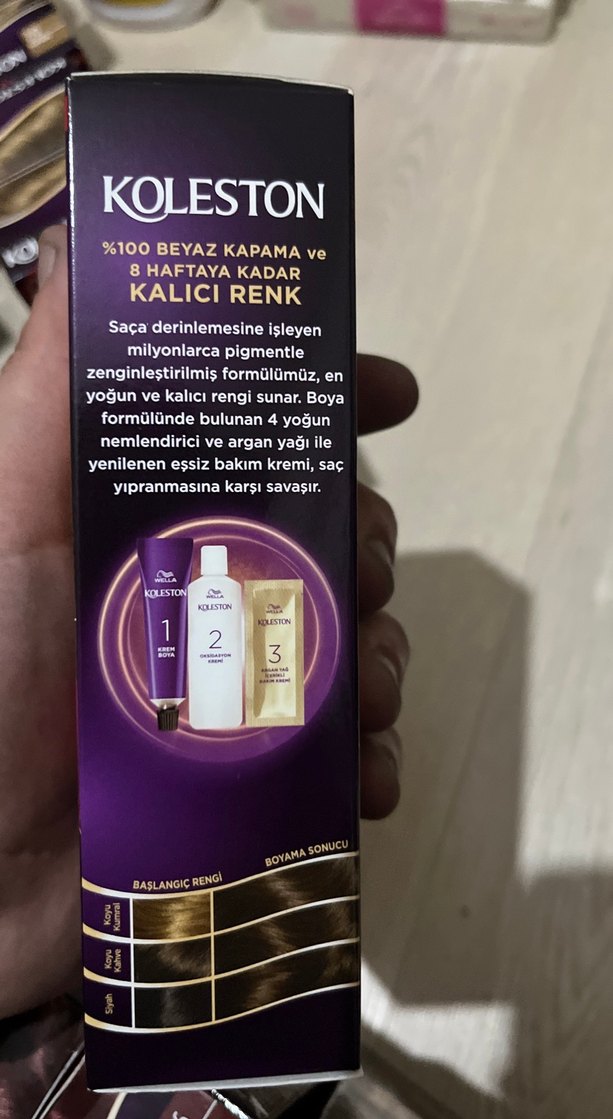 KOLESTON
%100 BEYAZ KAPAMA ve
8 HAFTAYA KADAR
KALICI RENK
Saça derinlemesine işleyen
milyonlarca pigmentle
zenginleştirilmiş formülümüz, en
yoğun ve kalıcı rengi sunar. Boya
formülünde bulunan 4 yoğun
nemlendirici ve argan yağı ile
yenilenen eşsiz bakım kremi, saç
yıpranmasına karşı savaşır.
WELLA
KOLESTON
1
KREM
BOYA
WELLA
KOLESTON
2
OKSİDASYON
KREMİ
WELLA
KOLESTON
3
ARGAN YAĞ
İÇERİKLİ
BAKIM KREMİ
BAŞLANGIÇ RENGİ
BOYAMA SONUCU
Koyu
Kumral
Koyu
Kahve
Siyah